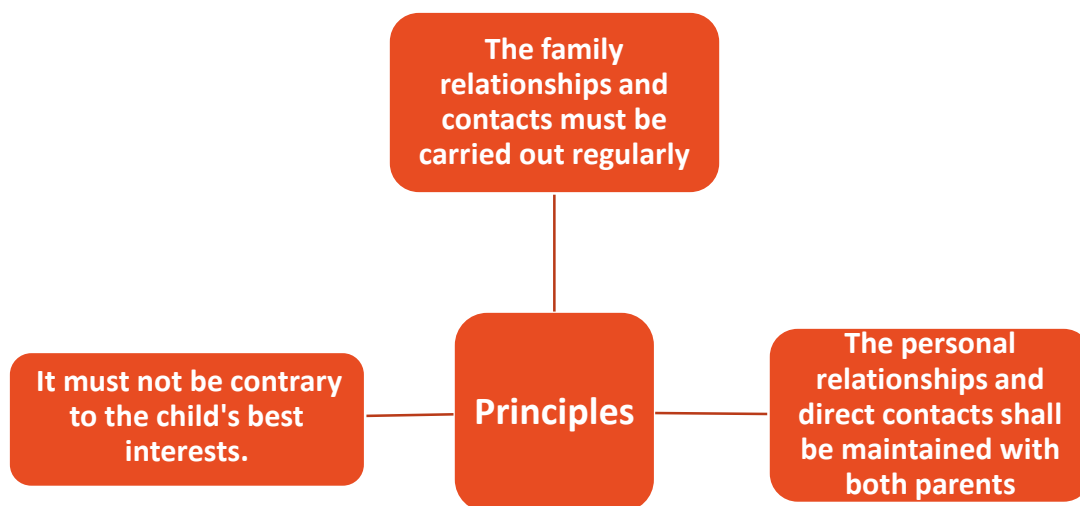 The family
relationships and
contacts must be
carried out regularly
It must not be contrary
to the child's best
interests.
Principles
The personal
relationships and
direct contacts shall
be maintained with
both parents